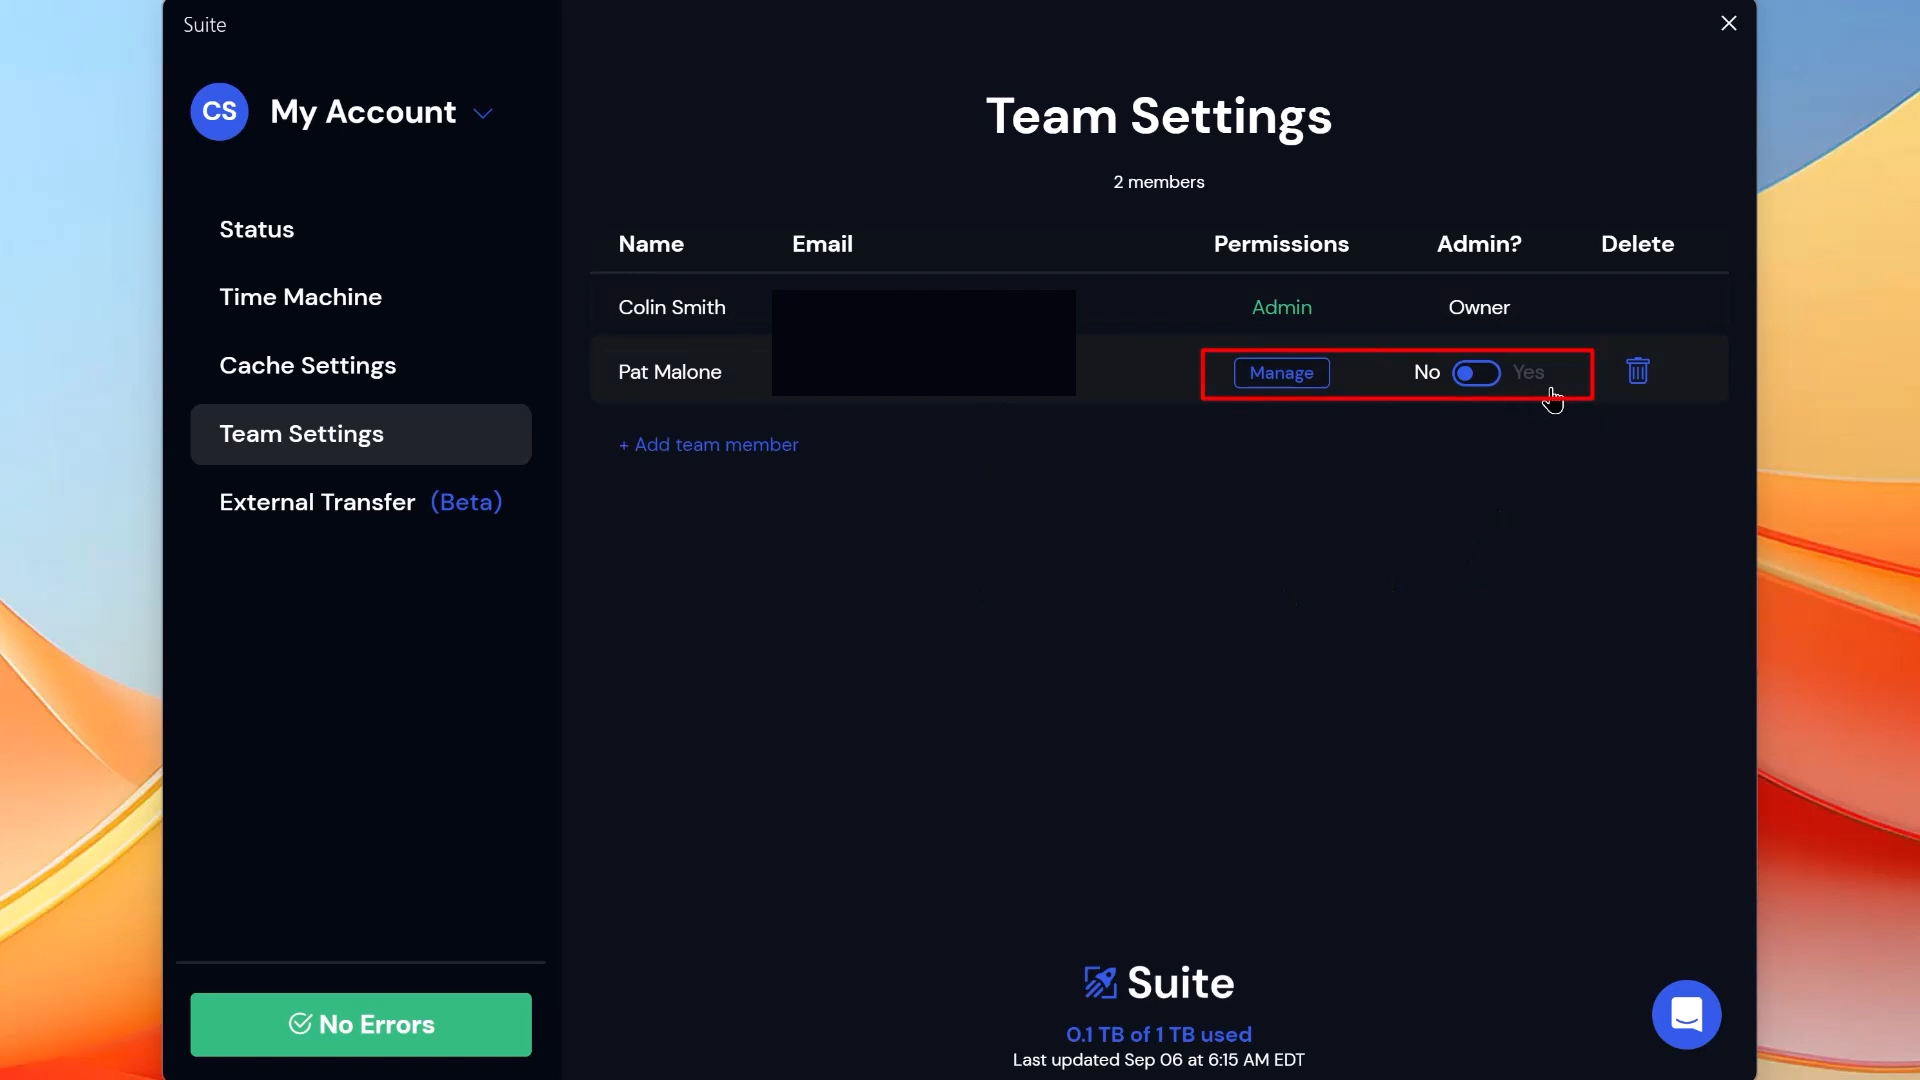 Suite
CS My Account
Status
Time Machine
Cache Settings
Team Settings
External Transfer (Beta)
No Errors
Team Settings
2 members
Name Email Permissions Admin? Delete
Colin Smith Admin Owner
Pat Malone Manage No Yes
+ Add team member
Suite
0.1 TB of 1 TB used
Last updated Sep 06 at 6:15 AM EDT